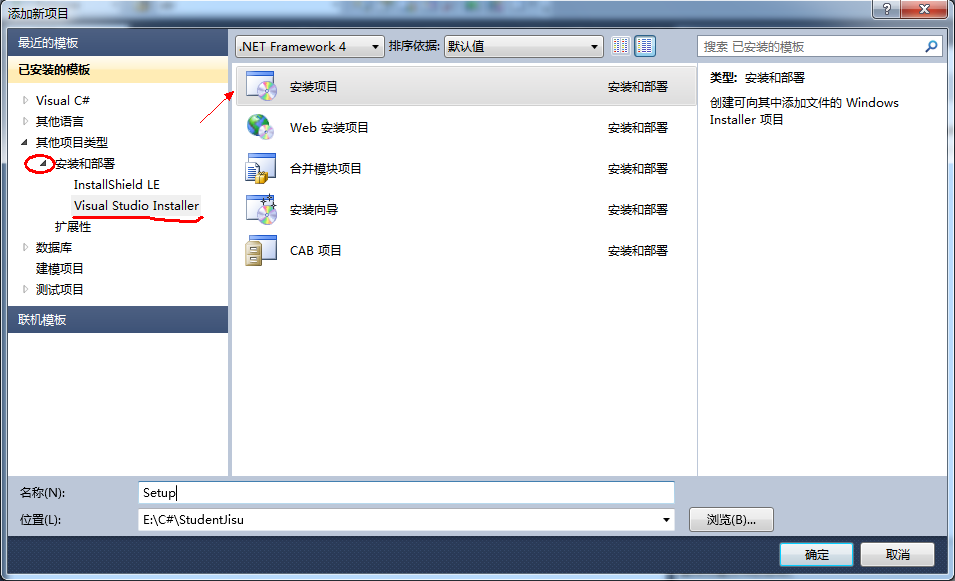 添加新项目
最近的模板
已安装的模板
Visual C#
其他语言
其他项目类型
安装和部署
InstallShield LE
Visual Studio Installer
扩展性
数据库
建模项目
测试项目
联机模板
.NET Framework 4 排序依据: 默认值
安装项目 安装和部署
Web 安装项目 安装和部署
合并模块项目 安装和部署
安装向导 安装和部署
CAB 项目 安装和部署
搜索 已安装的模板
类型: 安装和部署
创建可向其中添加文件的 Windows
Installer 项目
名称(N): Setup
位置(L): E:\C#\StudentJisu 浏览(B)...
确定 取消